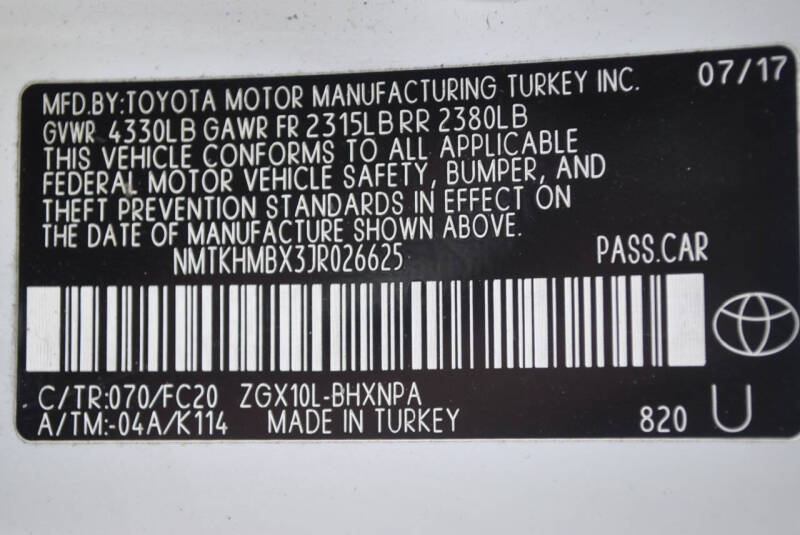 MFD.BY:TOYOTA MOTOR MANUFACTURING TURKEY INC. 07/17
GVWR 4330LB GAWR FR 2315LB RR 2380LB
THIS VEHICLE CONFORMS TO ALL APPLICABLE
FEDERAL MOTOR VEHICLE SAFETY, BUMPER, AND
THEFT PREVENTION STANDARDS IN EFFECT ON
THE DATE OF MANUFACTURE SHOWN ABOVE.
NMTKHMBX3JR026625 PASS.CAR
C/TR:070/FC20 ZGX10L-BHXNPA
A/TM:-04A/K114 MADE IN TURKEY 820 U